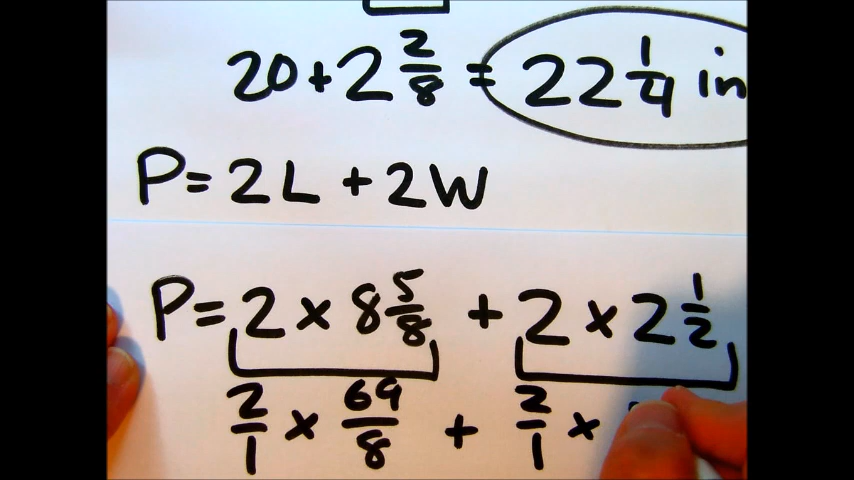 20 + 2 2/8 = 22 1/4 in
P = 2L + 2W
P = 2 x 8 5/8 + 2 x 2 1/2
2/1 x 69/8 + 2/1 x